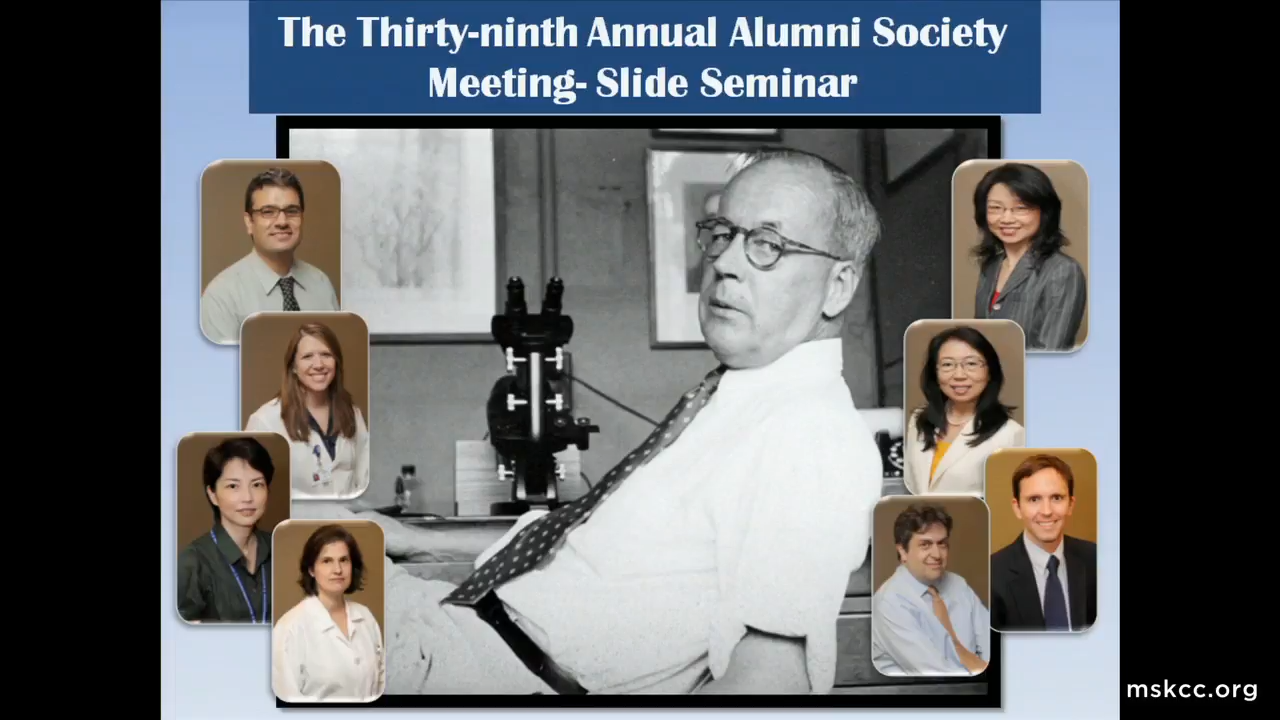 The Thirty-ninth Annual Alumni Society
Meeting- Slide Seminar
mskcc.org